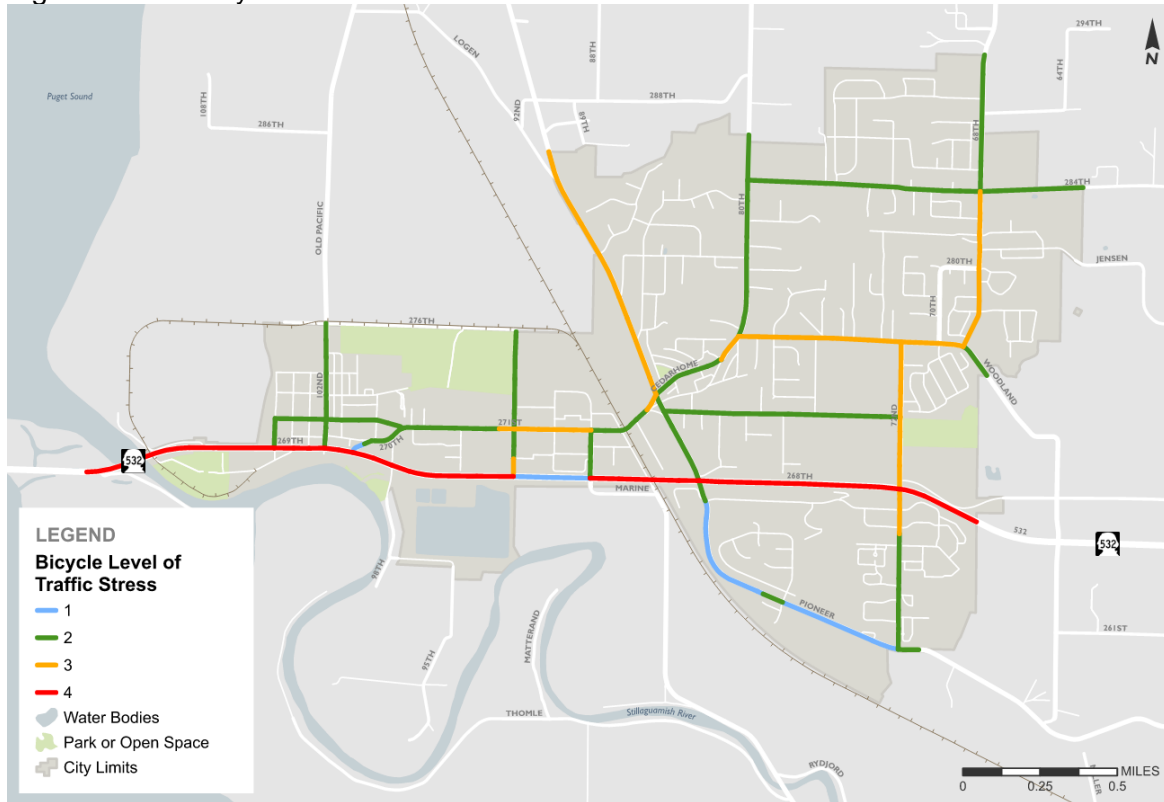 LOGEN
88TH
294TH
64TH
N
Puget Sound
108TH
92ND
89TH
288TH
286TH
68TH
80TH
284TH
OLD PACIFIC
JENSEN
280TH
70TH
276TH
CEDARHOME
WOODLAND
102ND
271ST
72ND
269TH
270TH
532
268TH
MARINE
532
532
LEGEND
Bicycle Level of
Traffic Stress
1
2
3
4
Water Bodies
Park or Open Space
City Limits
98TH
PIONEER
MATTERAND
261ST
95TH
THOMLE
Stillaguamish River
RYDJORD
MILES
0
0.25
0.5